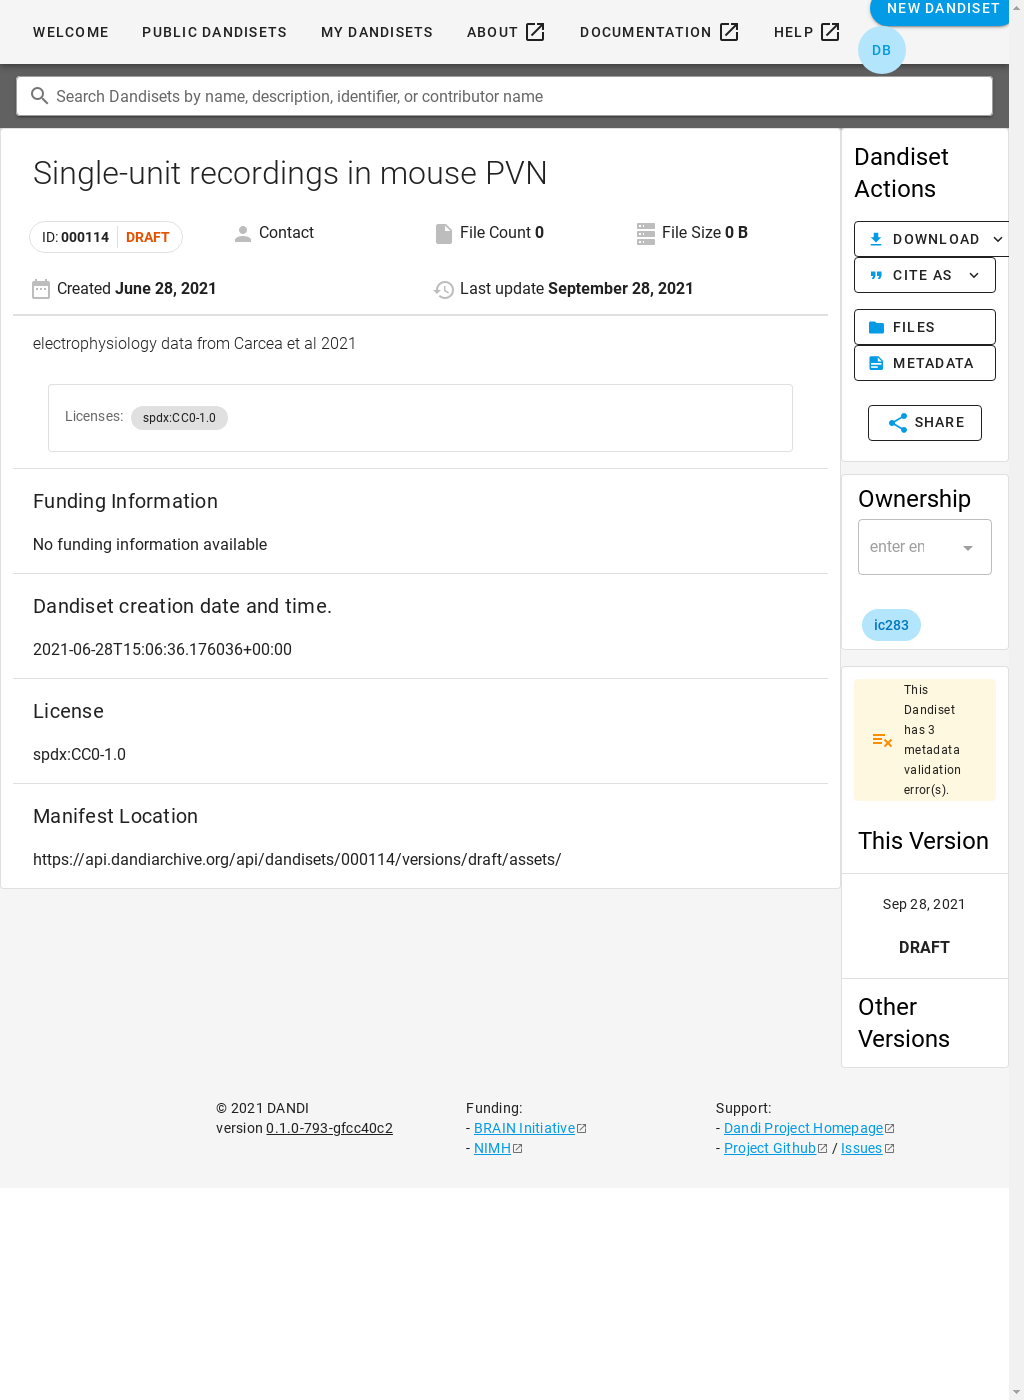 WELCOME PUBLIC DANDISETS MY DANDISETS ABOUT DOCUMENTATION HELP NEW DANDISET
DB
Search Dandisets by name, description, identifier, or contributor name
Single-unit recordings in mouse PVN
ID: 000114 DRAFT Contact File Count 0 File Size 0 B
Created June 28, 2021 Last update September 28, 2021
electrophysiology data from Carcea et al 2021
Licenses: spdx:CC0-1.0
Funding Information
No funding information available
Dandiset creation date and time.
2021-06-28T15:06:36.176036+00:00
License
spdx:CC0-1.0
Manifest Location
https://api.dandiarchive.org/api/dandisets/000114/versions/draft/assets/
Dandiset
Actions
DOWNLOAD
CITE AS
FILES
METADATA
SHARE
Ownership
enter en
ic283
This
Dandiset
has 3
metadata
validation
error(s).
This Version
Sep 28, 2021
DRAFT
Other
Versions
© 2021 DANDI
version 0.1.0-793-gfcc40c2
Funding:
- BRAIN Initiative
- NIMH
Support:
- Dandi Project Homepage
- Project Github / Issues